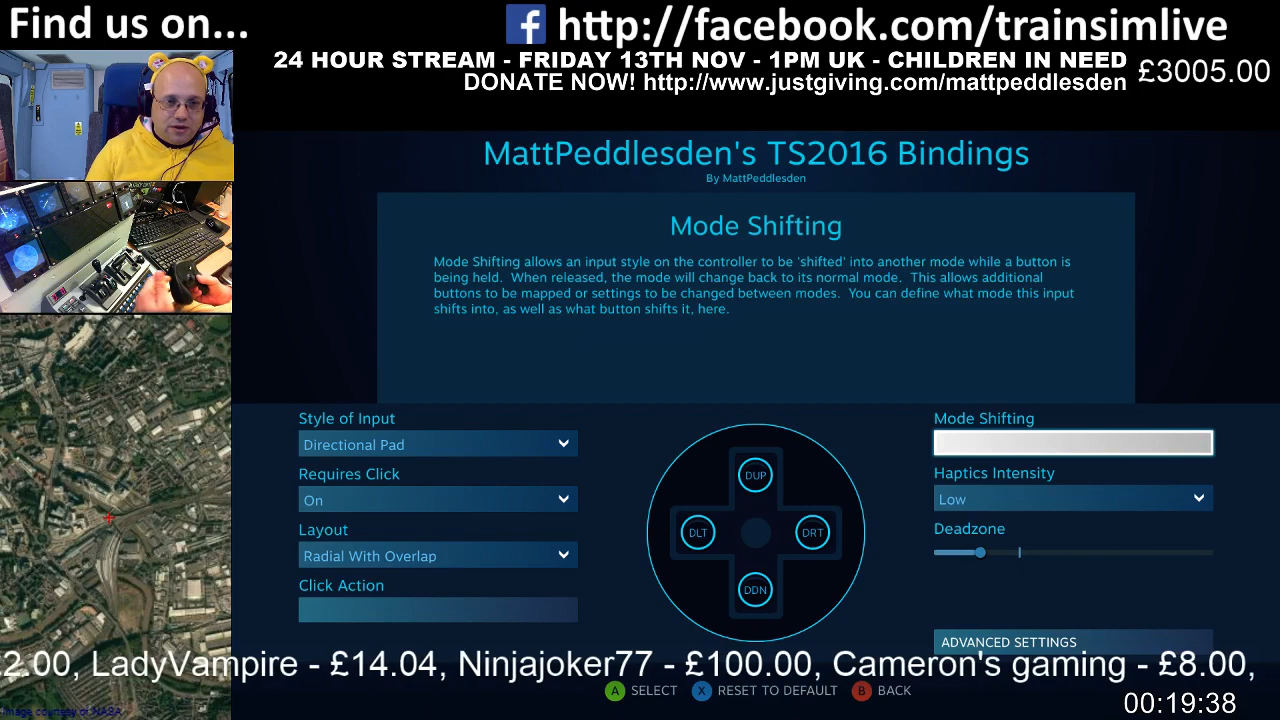 Find us on...
http://facebook.com/trainsimlive
24 HOUR STREAM - FRIDAY 13TH NOV - 1PM UK - CHILDREN IN NEED
£3005.00
DONATE NOW! http://www.justgiving.com/mattpeddlesden
MattPeddlesden's TS2016 Bindings
By MattPeddlesden
Mode Shifting
Mode Shifting allows an input style on the controller to be 'shifted' into another mode while a button is
being held. When released, the mode will change back to its normal mode. This allows additional
buttons to be mapped or settings to be changed between modes. You can define what mode this input
shifts into, as well as what button shifts it, here.
Style of Input
Directional Pad
Requires Click
On
Layout
Radial With Overlap
Click Action
DUP
DLT
DRT
DDN
Mode Shifting
Haptics Intensity
Low
Deadzone
ADVANCED SETTINGS
2.00, LadyVampire - £14.04, Ninjajoker77 - £100.00, Cameron's gaming - £8.00,
A SELECT X RESET TO DEFAULT B BACK
00:19:38
Image courtesy of NASA